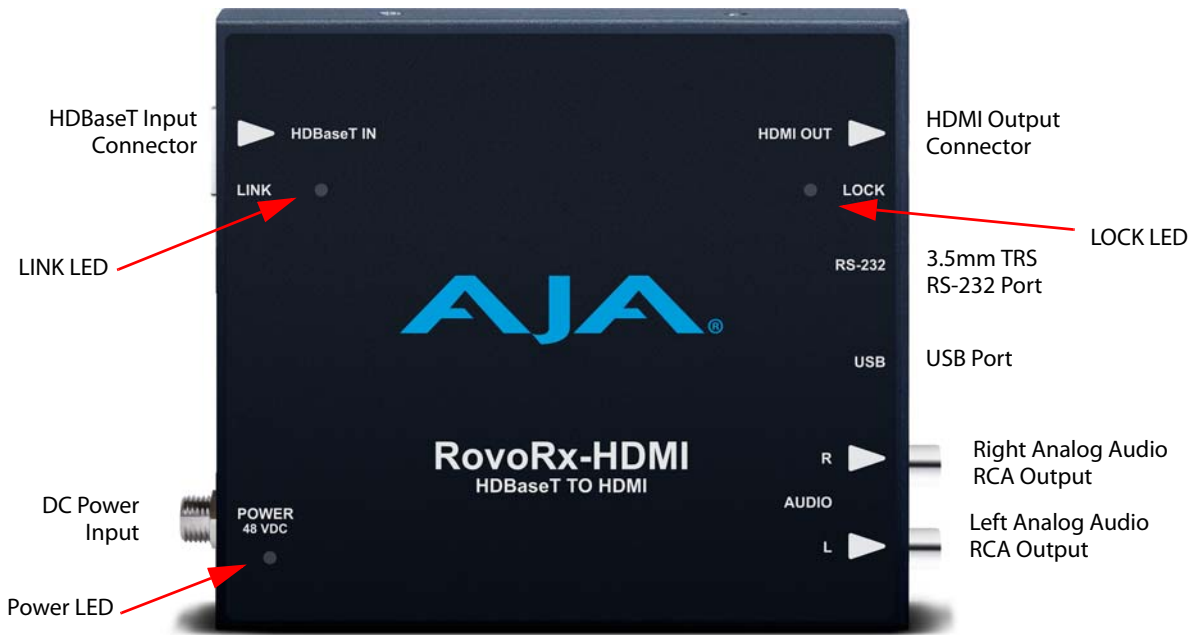 HDBaseT Input
Connector
HDBaseT IN
HDMI OUT
HDMI Output
Connector
LINK
LOCK
LINK LED
LOCK LED
RS-232
3.5mm TRS
RS-232 Port
AJA®
USB
USB Port
RovoRx-HDMI
HDBaseT TO HDMI
R
Right Analog Audio
RCA Output
AUDIO
DC Power
Input
POWER
48 VDC
L
Left Analog Audio
RCA Output
Power LED